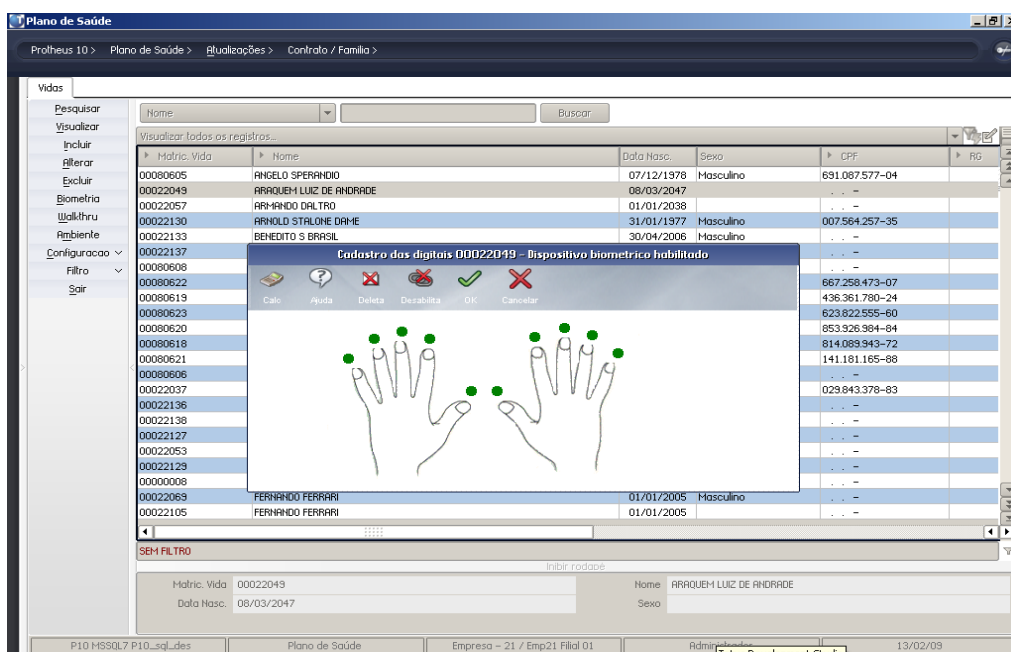 Plano de Saúde
Protheus 10 > Plano de Saúde > Atualizações > Contrato / Familia >
Vidas
Pesquisar
Visualizar
Incluir
Alterar
Excluir
Biometria
Walkthru
Ambiente
Configuracao
Filtro
Sair
Nome Buscar
Visualizar todos os registros...
Matric. Vida Nome Data Nasc. Sexo CPF RG
00080605 ANGELO SPERANDIO 07/12/1978 Masculino 691.087.577-04
00022049 ARAQUEM LUIZ DE ANDRADE 08/03/2047 . . -
00022057 ARMANDO DALTRO 01/01/2038 . . -
00022130 ARNOLD STALONE DAME 31/01/1977 Masculino 007.564.257-35
00022133 BENEDITO S BRASIL 30/04/2006 Masculino . . -
00022137 . . -
00080608 . . -
00080622 667.258.473-07
00080619 436.361.780-24
00080623 623.822.555-60
00080620 853.926.984-84
00080618 814.089.943-72
00080621 141.181.165-88
00080606 . . -
00022037 029.843.378-83
00022136 . . -
00022138 . . -
00022127 . . -
00022053 . . -
00022129 . . -
00000008 . . -
00022069 FERNANDO FERRARI 01/01/2005 Masculino . . -
00022105 FERNANDO FERRARI 01/01/2005 . . -
Cadastro das digitais 00022049 - Dispositivo biometrico habilitado
Calc Ajuda Deleta Desabilita OK Cancelar
SEM FILTRO
Inibir rodapé
Matric. Vida 00022049 Nome ARAQUEM LUIZ DE ANDRADE
Data Nasc. 08/03/2047 Sexo
P10 MSSQL7 P10_sql_des Plano de Saúde Empresa - 21 / Emp21 Filial 01 Administrador 13/02/09